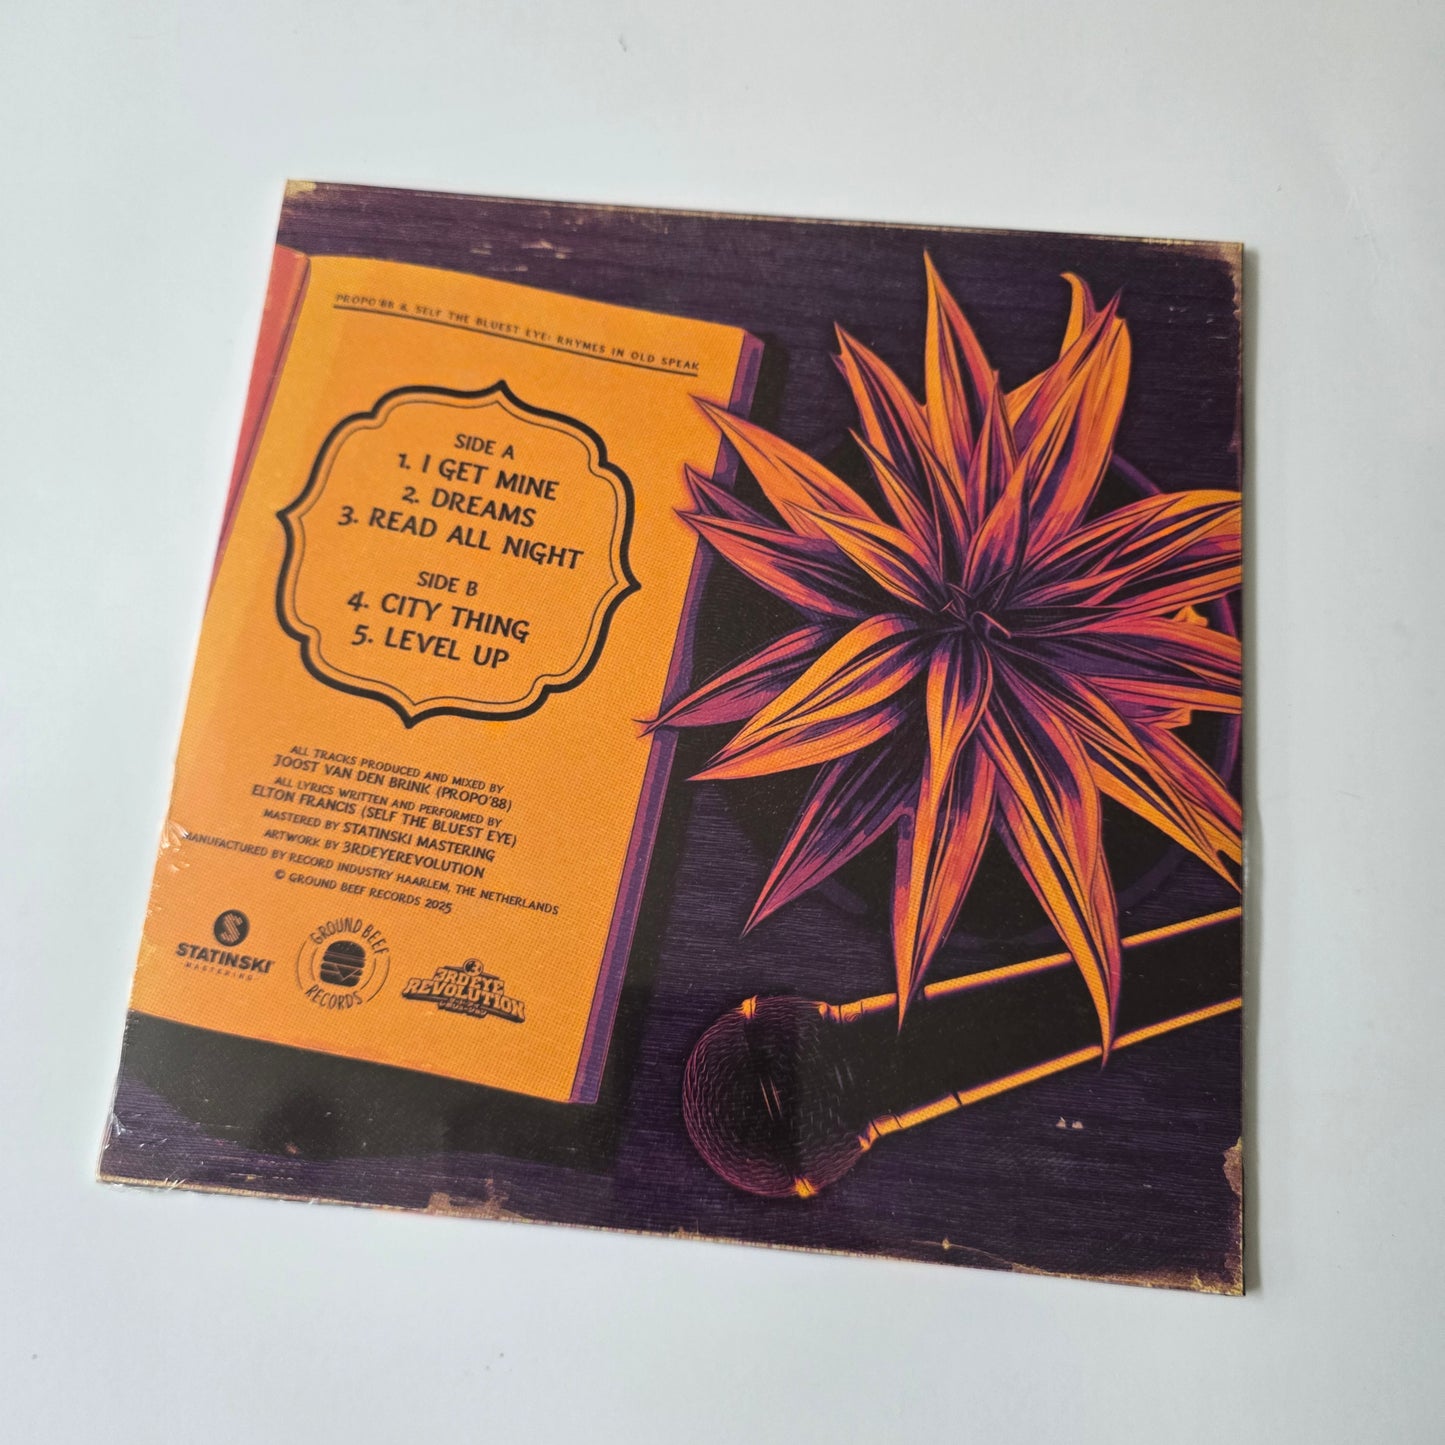 PROPO'88 & SELF THE BLUEST EYE: RHYMES IN OLD SPEAK
SIDE A
1. I GET MINE
2. DREAMS
3. READ ALL NIGHT
SIDE B
4. CITY THING
5. LEVEL UP
ALL TRACKS PRODUCED AND MIXED BY
JOOST VAN DEN BRINK (PROPO'88)
ALL LYRICS WRITTEN AND PERFORMED BY
ELTON FRANCIS (SELF THE BLUEST EYE)
MASTERED BY STATINSKI MASTERING
ARTWORK BY 3RDEYEREVOLUTION
MANUFACTURED BY RECORD INDUSTRY HAARLEM, THE NETHERLANDS
© GROUND BEEF RECORDS 2025
STATINSKI
MASTERING
GROUND BEEF
RECORDS
3RDEYE
REVOLUTION